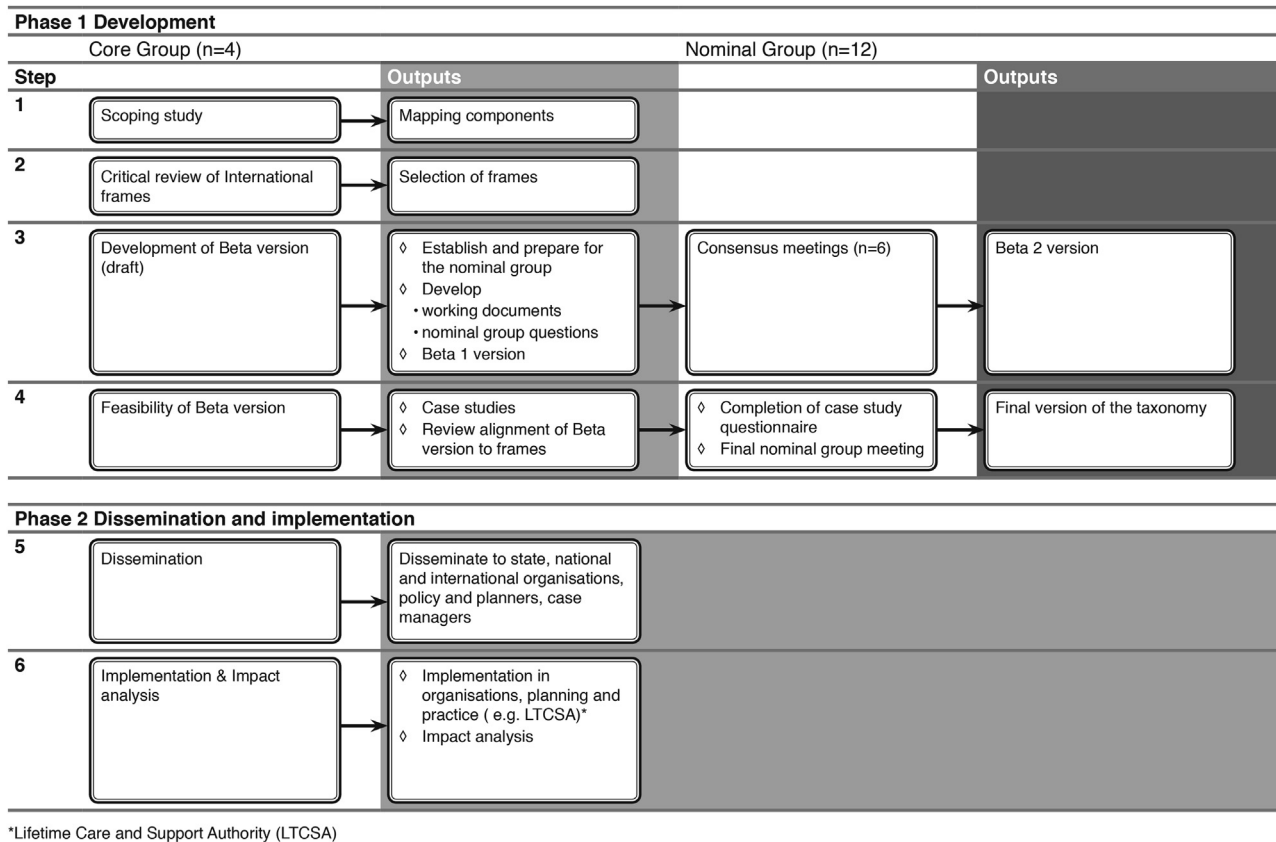 Phase 1 Development
Core Group (n=4)
Nominal Group (n=12)
Step
Outputs
Outputs
1
Scoping study
Mapping components
2
Critical review of International
frames
Selection of frames
3
Development of Beta version
(draft)
◊ Establish and prepare for
the nominal group
◊ Develop
• working documents
• nominal group questions
◊ Beta 1 version
Consensus meetings (n=6)
Beta 2 version
4
Feasibility of Beta version
◊ Case studies
◊ Review alignment of Beta
version to frames
◊ Completion of case study
questionnaire
◊ Final nominal group meeting
Final version of the taxonomy
Phase 2 Dissemination and implementation
5
Dissemination
Disseminate to state, national
and international organisations,
policy and planners, case
managers
6
Implementation & Impact
analysis
◊ Implementation in
organisations, planning and
practice ( e.g. LTCSA)*
◊ Impact analysis
*Lifetime Care and Support Authority (LTCSA)